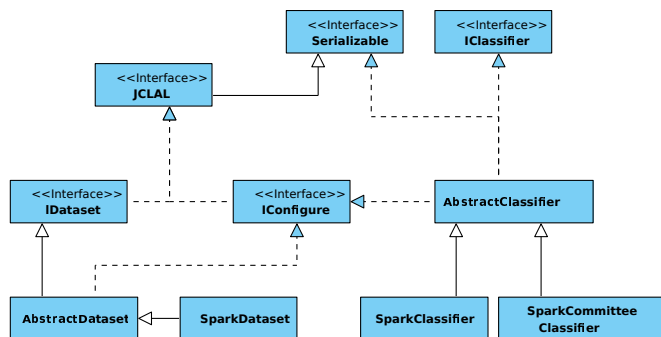 <<Interface>>
Serializable
<<Interface>>
IClassifier
<<Interface>>
JCLAL
<<Interface>>
IDataset
<<Interface>>
IConfigure
AbstractClassifier
AbstractDataset
SparkDataset
SparkClassifier
SparkCommittee
Classifier